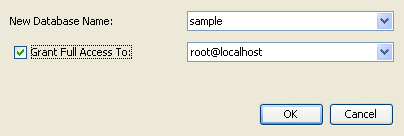 New Database Name: sample
Grant Full Access To: root@localhost
OK Cancel